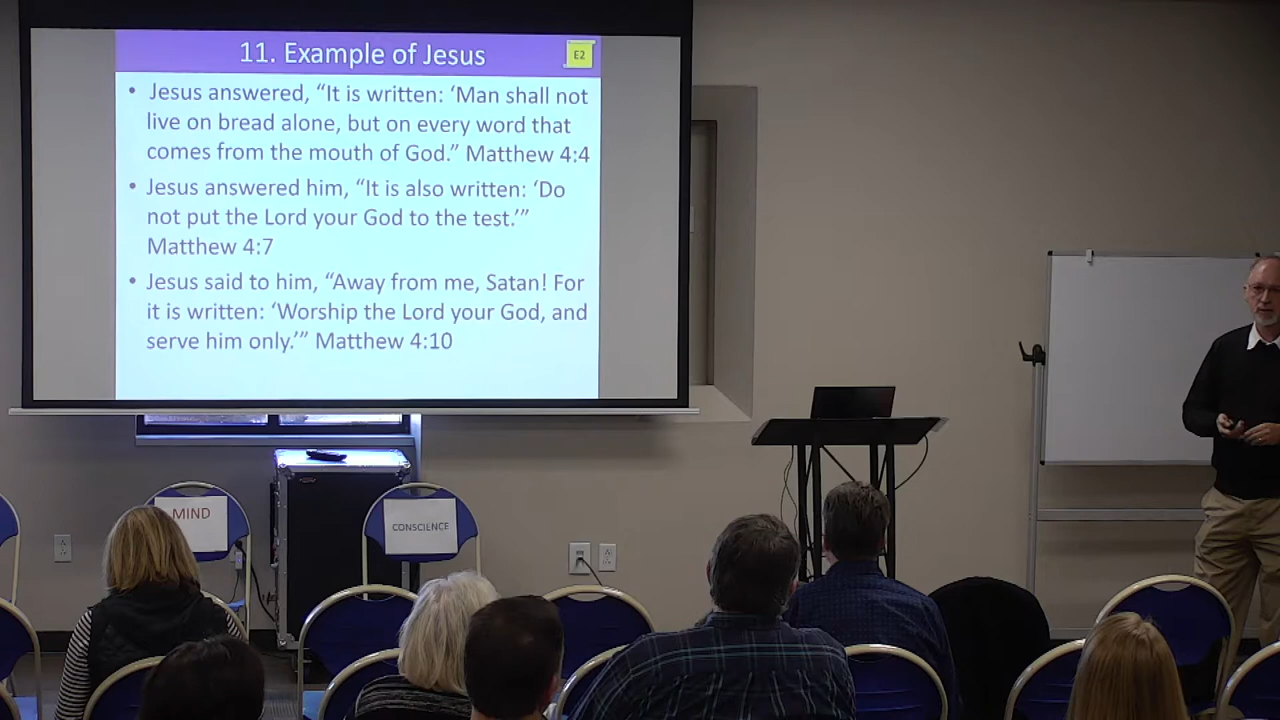 11. Example of Jesus
E2
• Jesus answered, “It is written: ‘Man shall not
live on bread alone, but on every word that
comes from the mouth of God.” Matthew 4:4
• Jesus answered him, “It is also written: ‘Do
not put the Lord your God to the test.’”
Matthew 4:7
• Jesus said to him, “Away from me, Satan! For
it is written: ‘Worship the Lord your God, and
serve him only.’” Matthew 4:10
MIND
CONSCIENCE